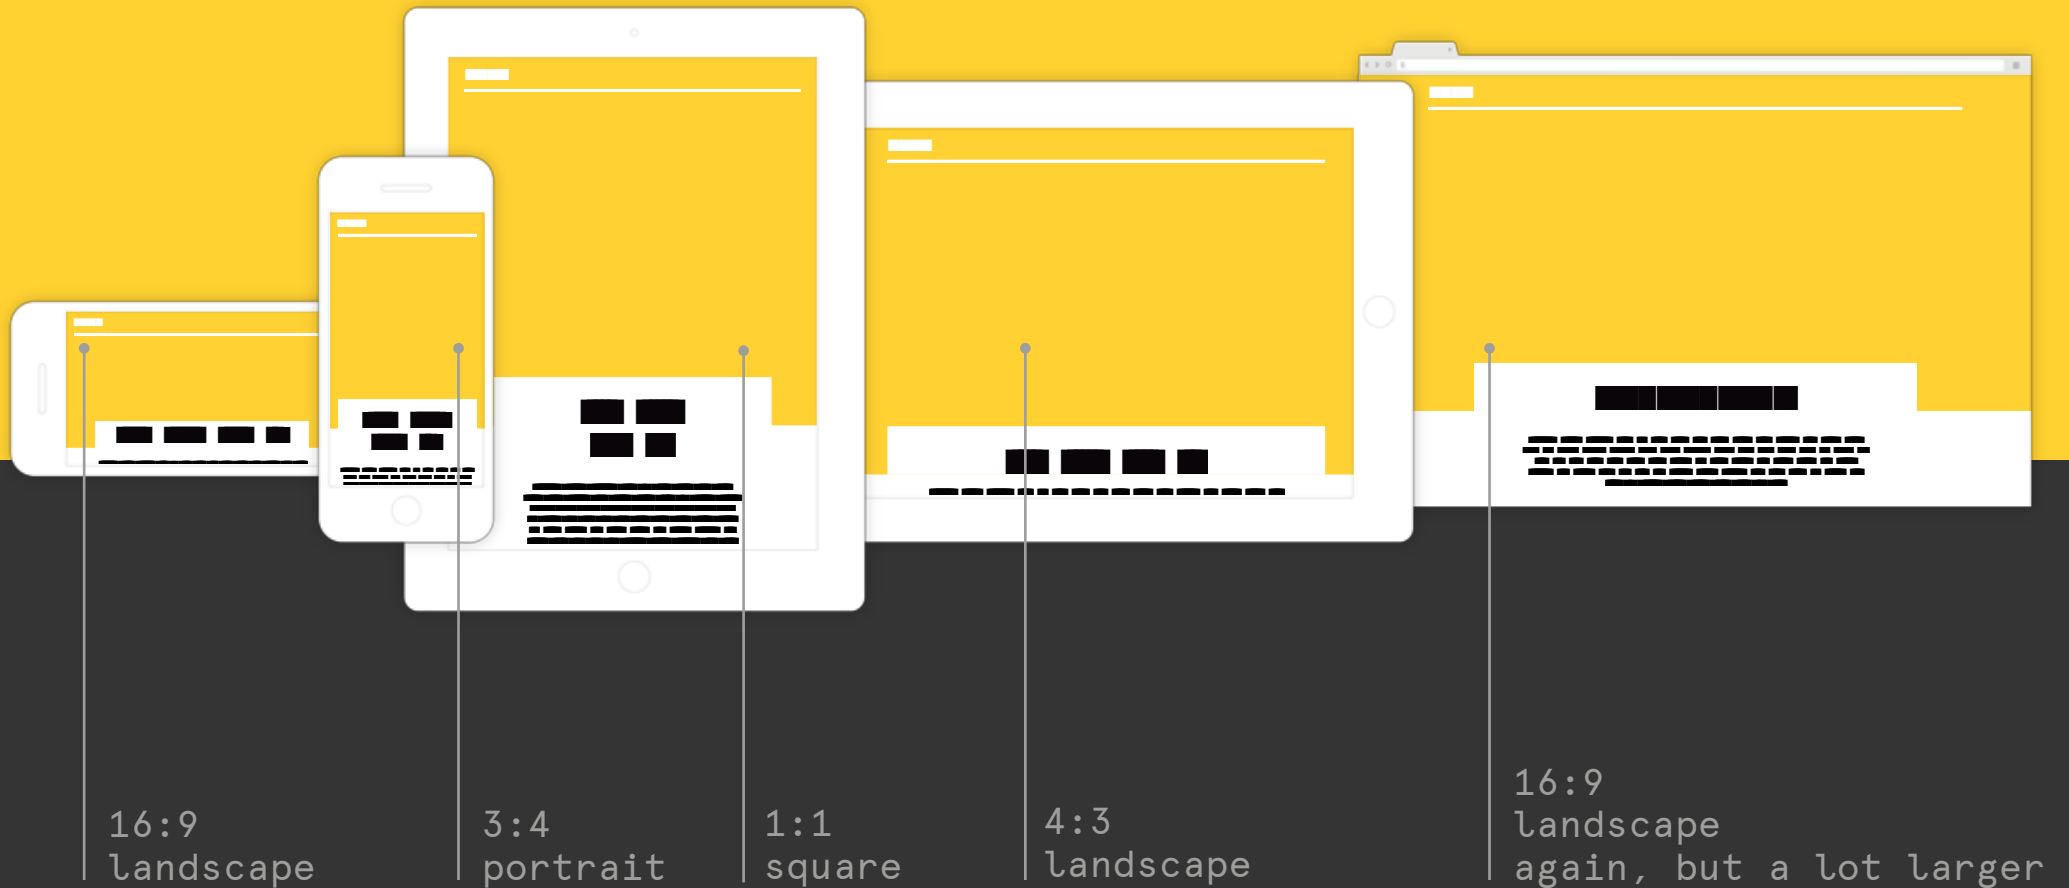 16:9
landscape
3:4
portrait
1:1
square
4:3
landscape
16:9
landscape
again, but a lot larger